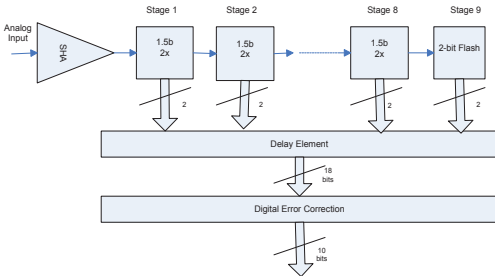 Stage 1
Stage 2
Stage 8
Stage 9
Analog
Input
SHA
1.5b
2x
1.5b
2x
1.5b
2x
2-bit Flash
2
2
2
2
Delay Element
18
bits
Digital Error Correction
10
bits